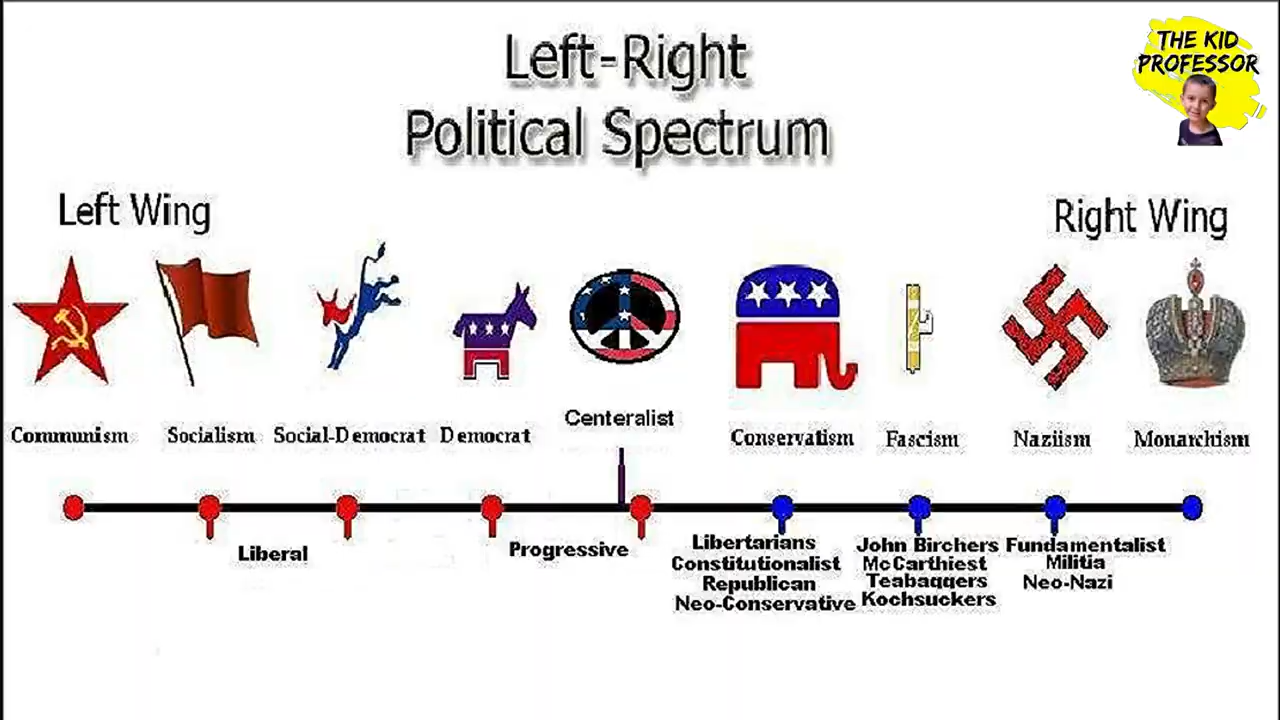 Left-Right
Political Spectrum
THE KID
PROFESSOR
Left Wing
Right Wing
Communism
Socialism
Social-Democrat
Democrat
Centeralist
Conservatism
Fascism
Naziism
Monarchism
Liberal
Progressive
Libertarians
Constitutionalist
Republican
Neo-Conservative
John Birchers
McCarthiest
Teabaggers
Kochsuckers
Fundamentalist
Militia
Neo-Nazi